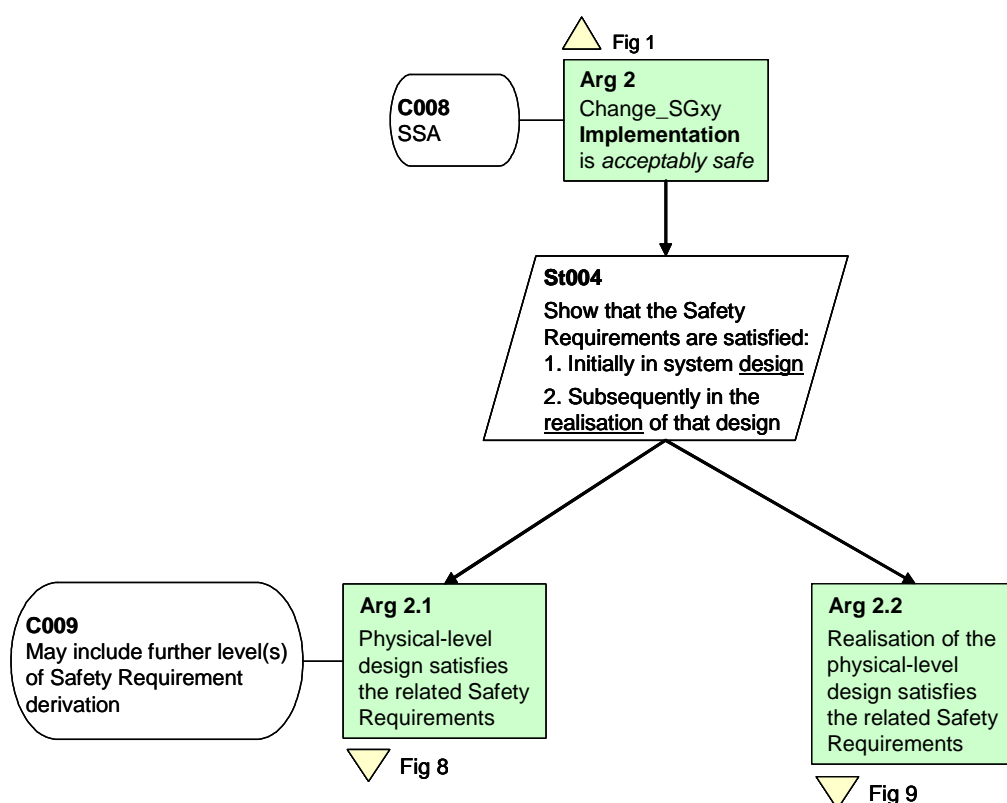 Fig 1
Arg 2
Change_SGxy
Implementation
is acceptably safe
C008
SSA
St004
Show that the Safety
Requirements are satisfied:
1. Initially in system design
2. Subsequently in the
realisation of that design
C009
May include further level(s)
of Safety Requirement
derivation
Arg 2.1
Physical-level
design satisfies
the related Safety
Requirements
Fig 8
Arg 2.2
Realisation of the
physical-level
design satisfies
the related Safety
Requirements
Fig 9